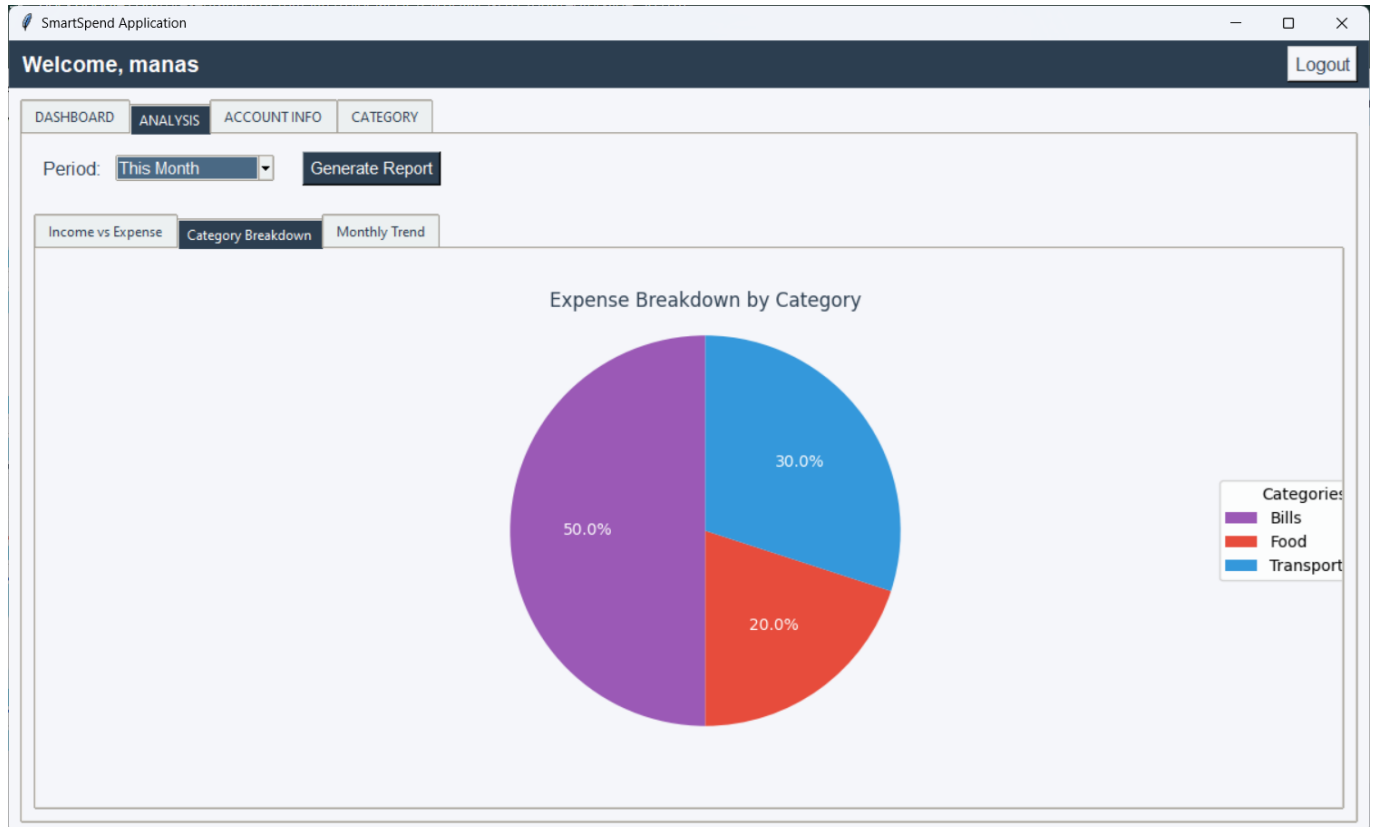 SmartSpend Application
Welcome, manas
Logout
DASHBOARD ANALYSIS ACCOUNT INFO CATEGORY
Period: This Month Generate Report
Income vs Expense Category Breakdown Monthly Trend
Expense Breakdown by Category
30.0%
50.0%
20.0%
Categories
Bills
Food
Transport